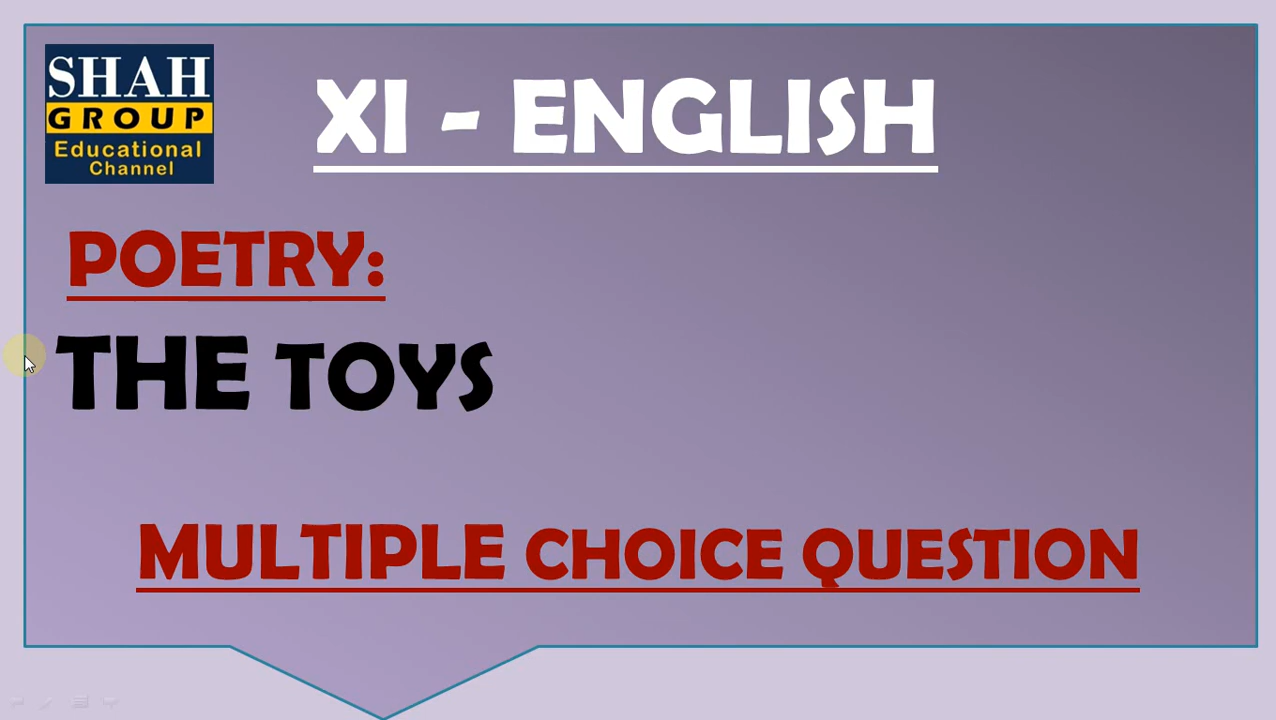 SHAH
GROUP
Educational
Channel
XI - ENGLISH
POETRY:
THE TOYS
MULTIPLE CHOICE QUESTION